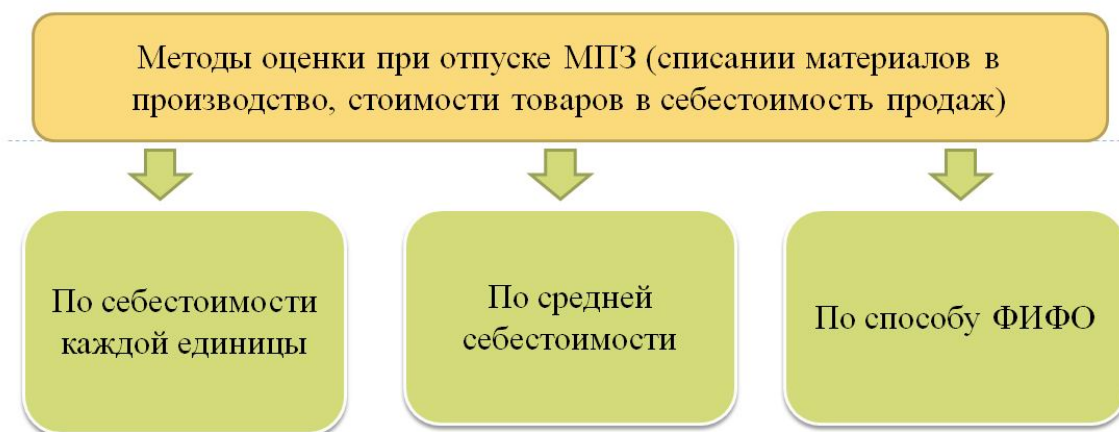 Методы оценки при отпуске МПЗ (списании материалов в
производство, стоимости товаров в себестоимость продаж)
По себестоимости
каждой единицы
По средней
себестоимости
По способу ФИФО